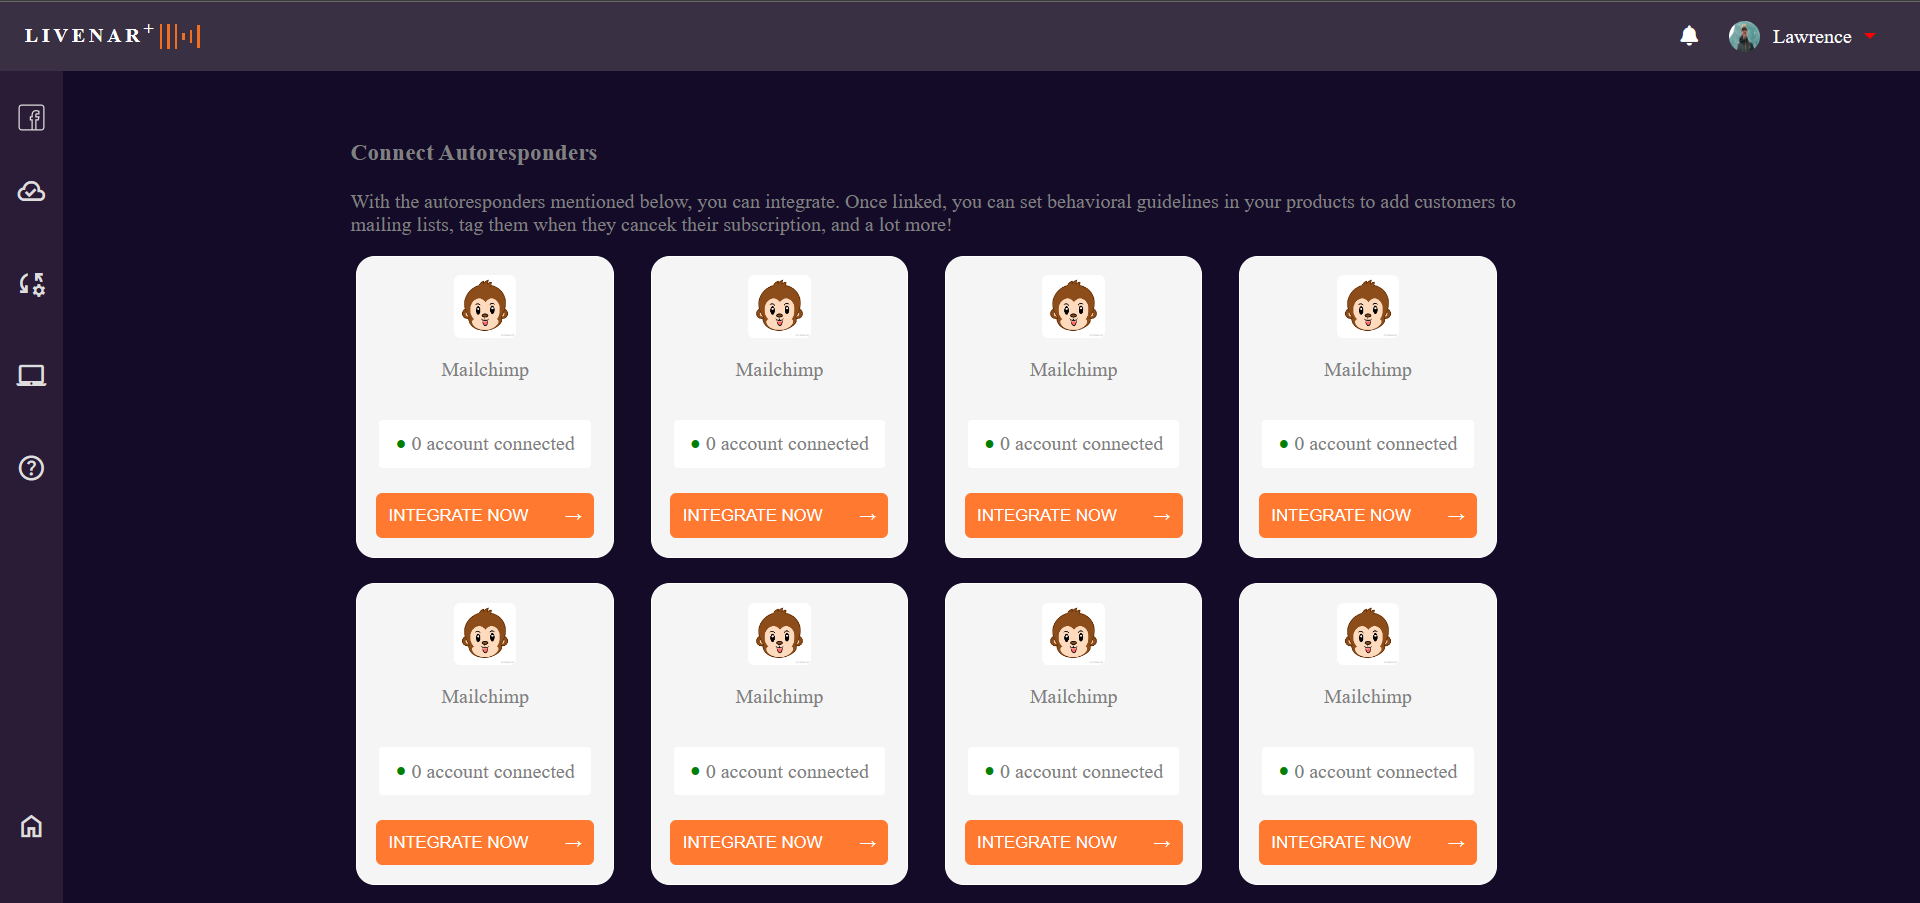 LIVENAR+
Lawrence
Connect Autoresponders
With the autoresponders mentioned below, you can integrate. Once linked, you can set behavioral guidelines in your products to add customers to
mailing lists, tag them when they cancek their subscription, and a lot more!
Mailchimp Mailchimp Mailchimp Mailchimp
• 0 account connected • 0 account connected • 0 account connected • 0 account connected
INTEGRATE NOW → INTEGRATE NOW → INTEGRATE NOW → INTEGRATE NOW →
Mailchimp Mailchimp Mailchimp Mailchimp
• 0 account connected • 0 account connected • 0 account connected • 0 account connected
INTEGRATE NOW → INTEGRATE NOW → INTEGRATE NOW → INTEGRATE NOW →